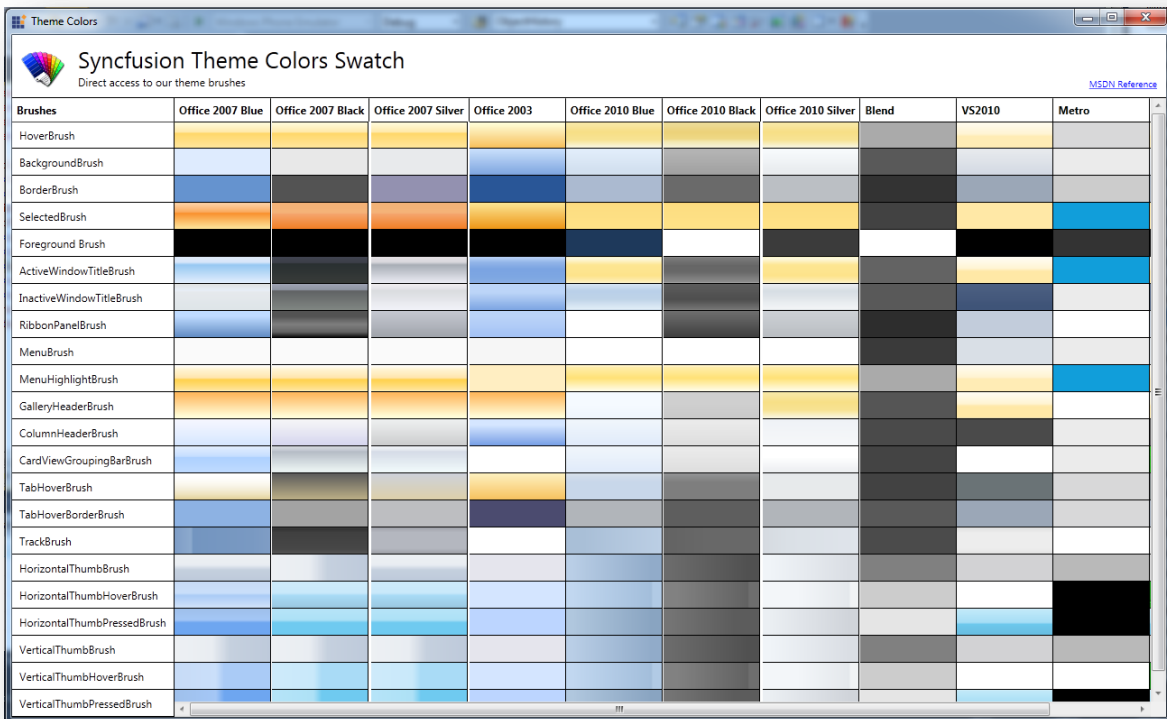 Theme Colors
Syncfusion Theme Colors Swatch
Direct access to our theme brushes
MSDN Reference
Brushes Office 2007 Blue Office 2007 Black Office 2007 Silver Office 2003 Office 2010 Blue Office 2010 Black Office 2010 Silver Blend VS2010 Metro
HoverBrush
BackgroundBrush
BorderBrush
SelectedBrush
Foreground Brush
ActiveWindowTitleBrush
InactiveWindowTitleBrush
RibbonPanelBrush
MenuBrush
MenuHighlightBrush
GalleryHeaderBrush
ColumnHeaderBrush
CardViewGroupingBarBrush
TabHoverBrush
TabHoverBorderBrush
TrackBrush
HorizontalThumbBrush
HorizontalThumbHoverBrush
HorizontalThumbPressedBrush
VerticalThumbBrush
VerticalThumbHoverBrush
VerticalThumbPressedBrush